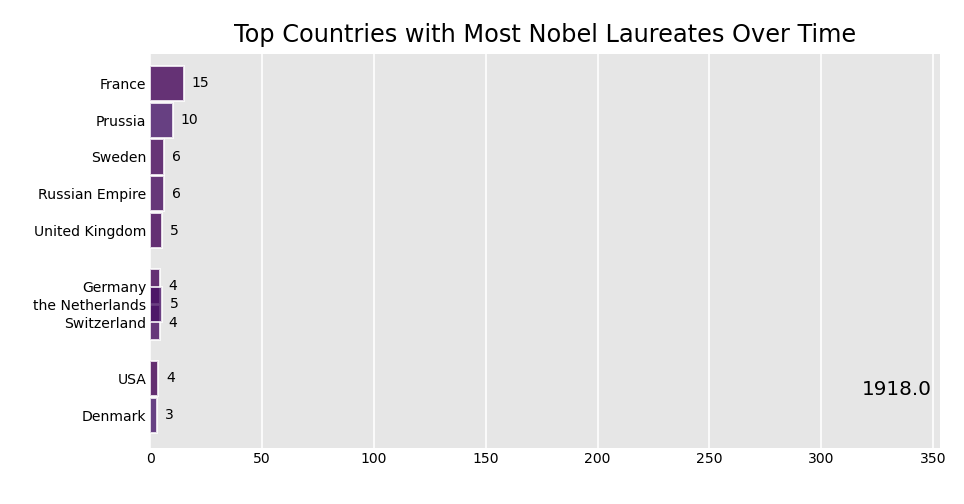 Top Countries with Most Nobel Laureates Over Time
France 15
Prussia 10
Sweden 6
Russian Empire 6
United Kingdom 5
Germany 4
the Netherlands 5
Switzerland 4
USA 4
1918.0
Denmark 3
0 50 100 150 200 250 300 350